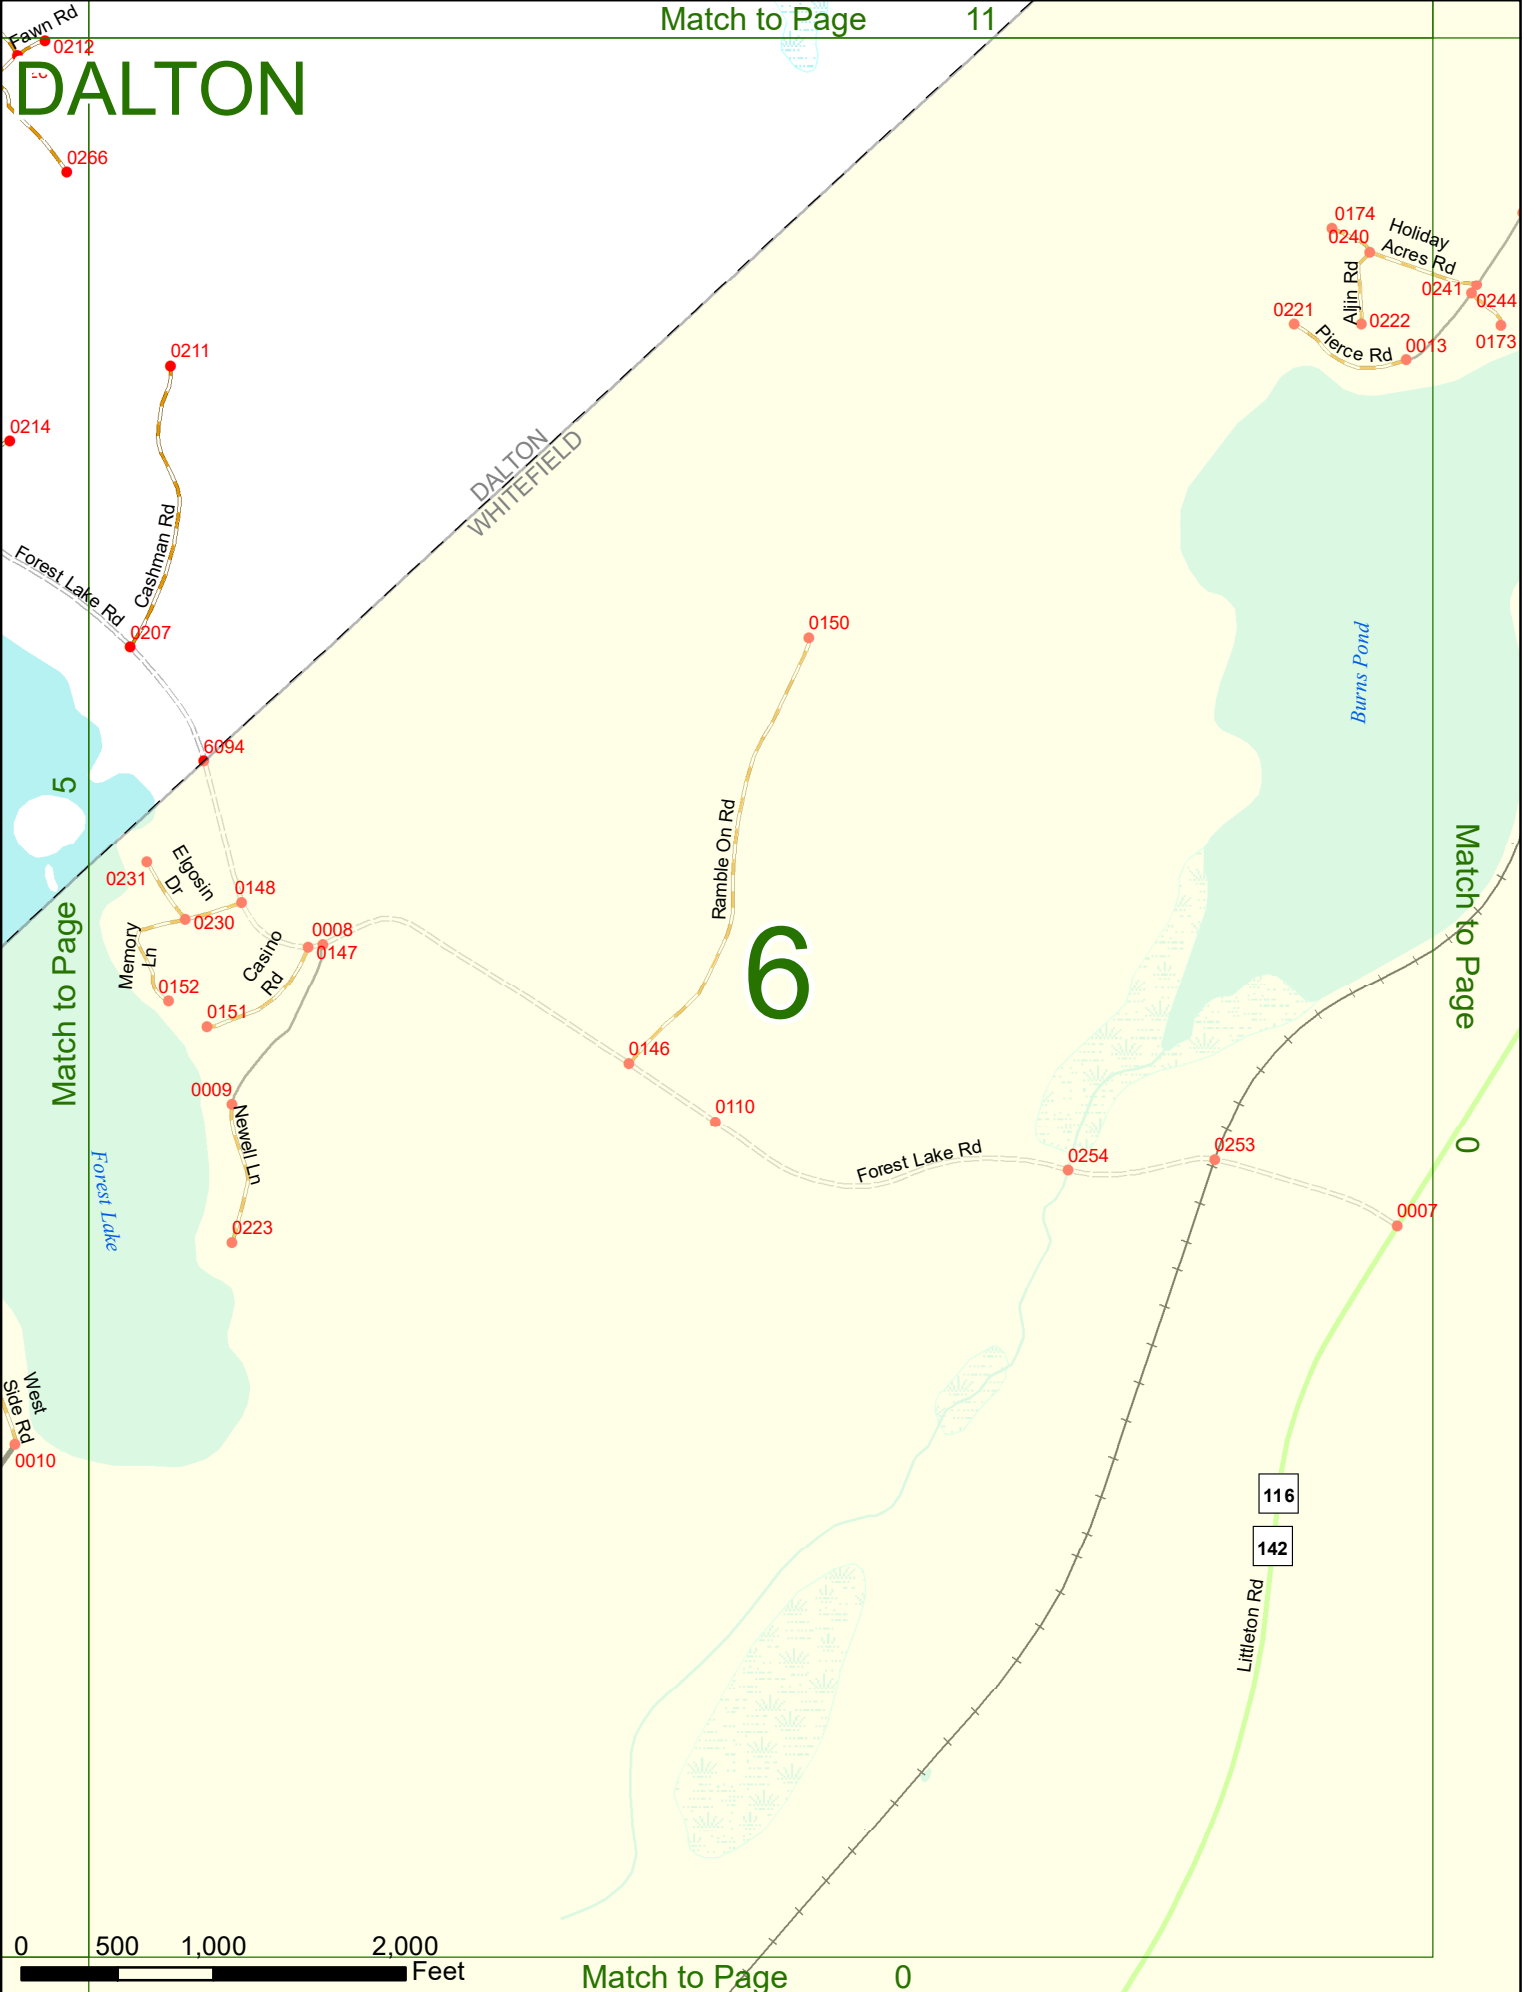 Match to Page 11
Fawn Rd
0212
DALTON
0266
0174
0240
Holiday
Acres Rd
Aljin Rd
0241
0244
0221
0222
0173
Pierce Rd
0013
0211
0214
DALTON
WHITEFIELD
Cashman Rd
Forest Lake Rd
0207
0150
Burns Pond
6094
Match to Page 5
Ramble On Rd
Match to Page 0
Elgosin
Dr
0231
0148
0230
0008
0147
Memory
Ln
Casino
Rd
0152
0151
6
0146
0009
0110
Newell Ln
Forest Lake Rd
0254
0253
Forest Lake
0223
0007
West
Side Rd
0010
116
142
Littleton Rd
0 500 1,000 2,000
Feet
Match to Page 0